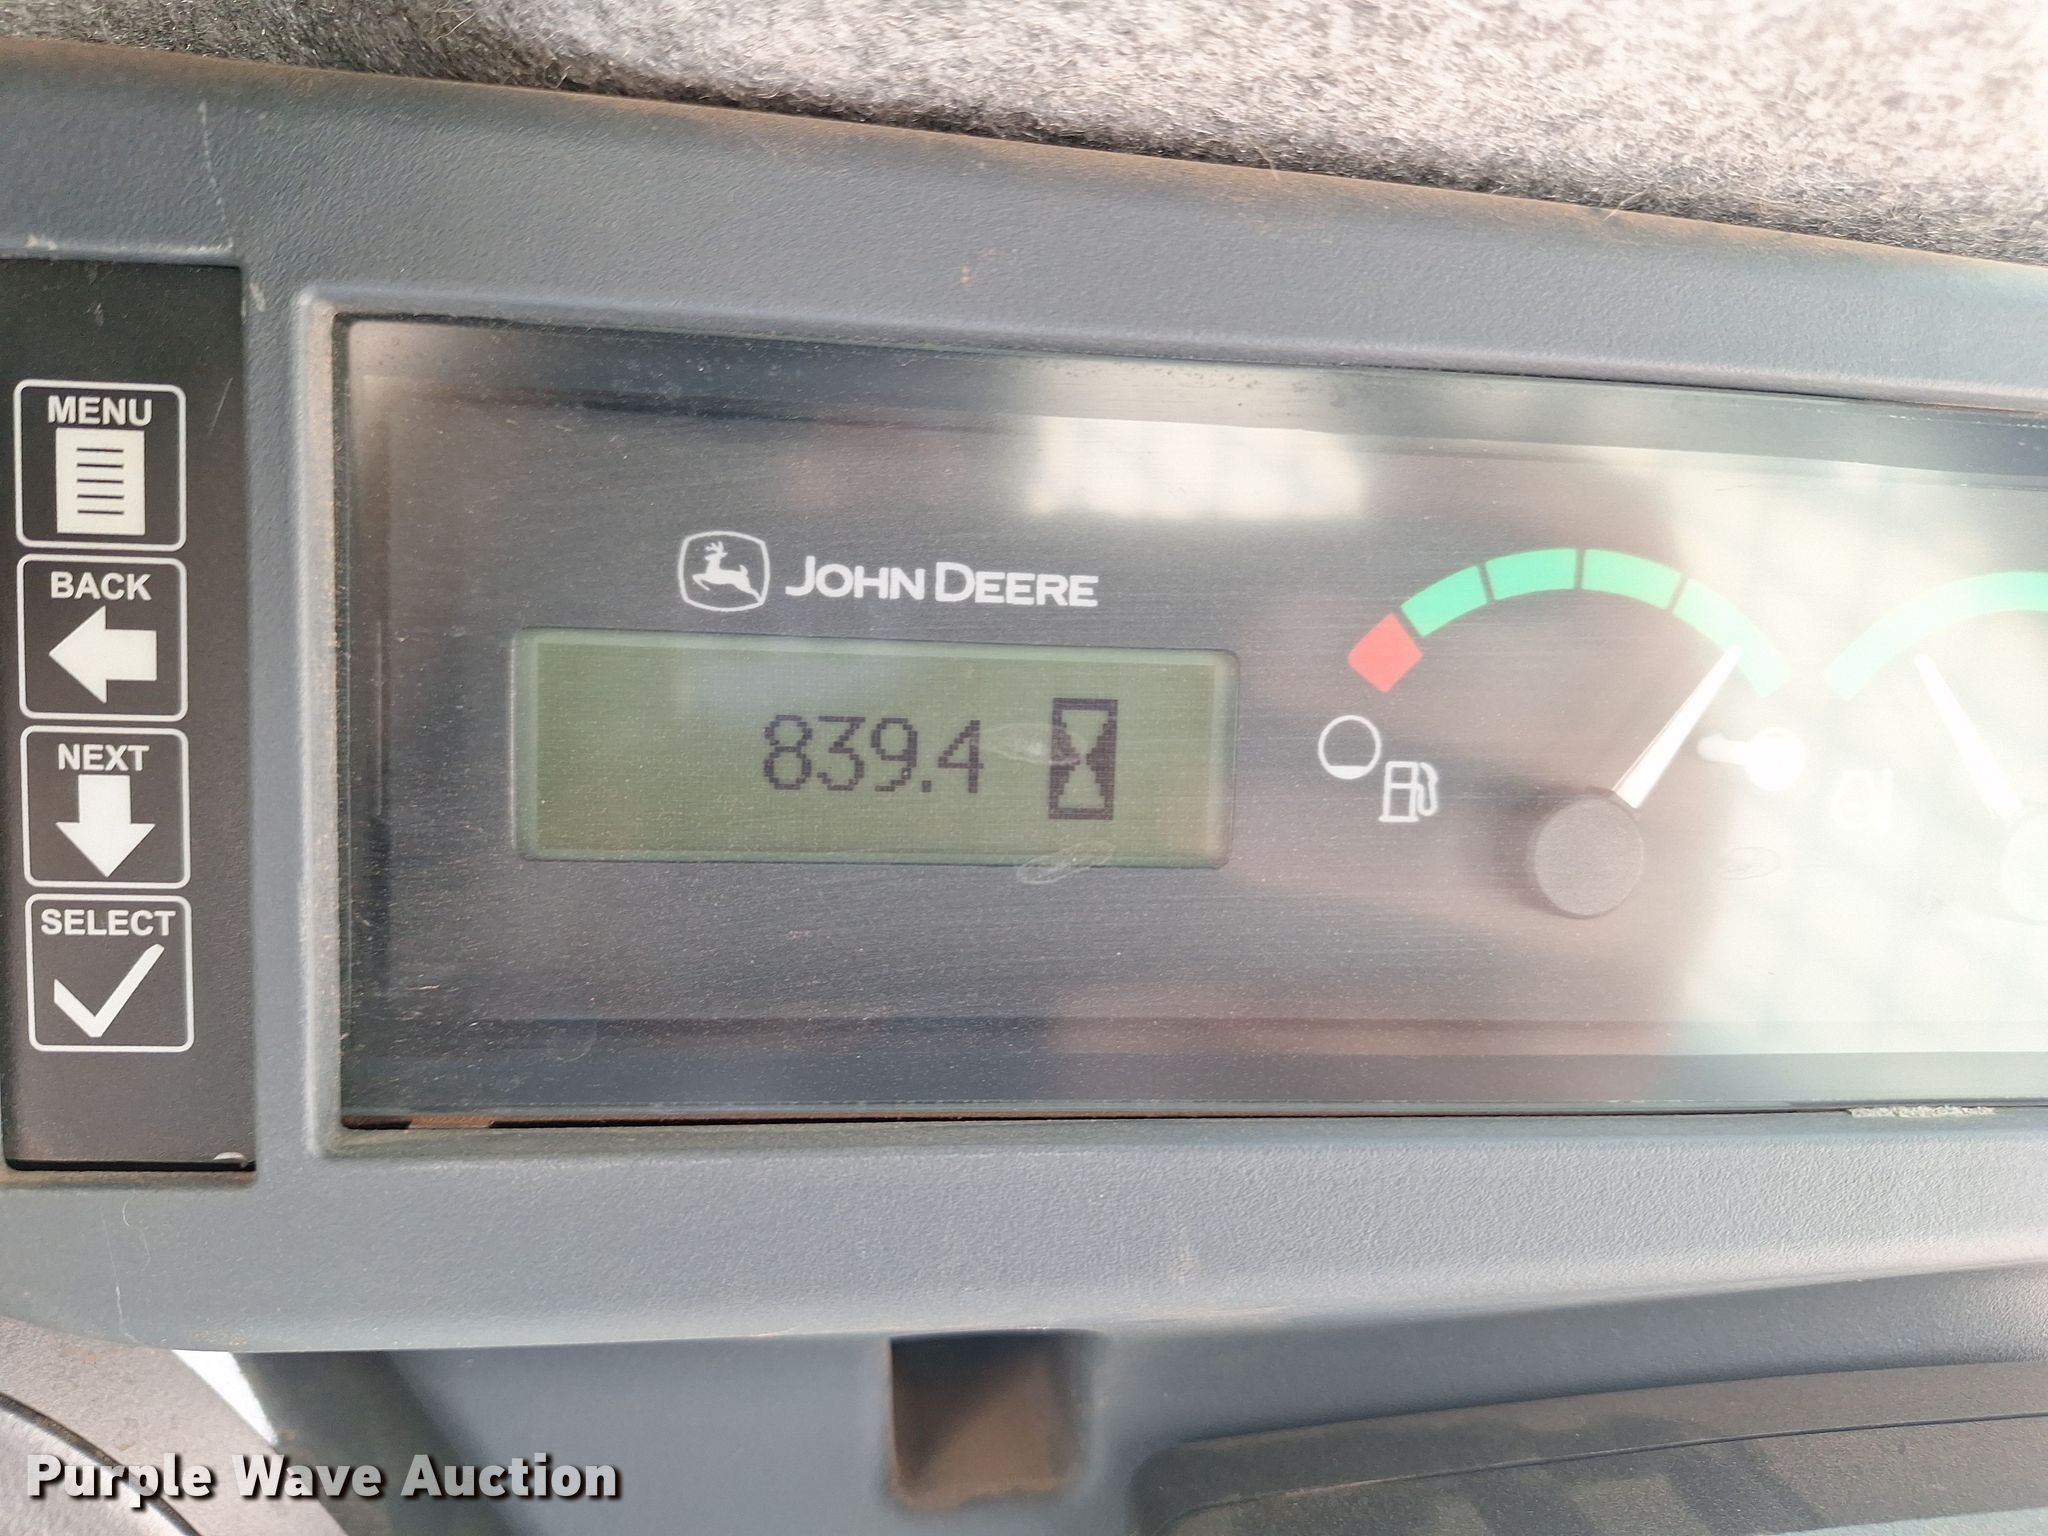 MENU
BACK
NEXT
SELECT
JOHN DEERE
839.4
Purple Wave Auction